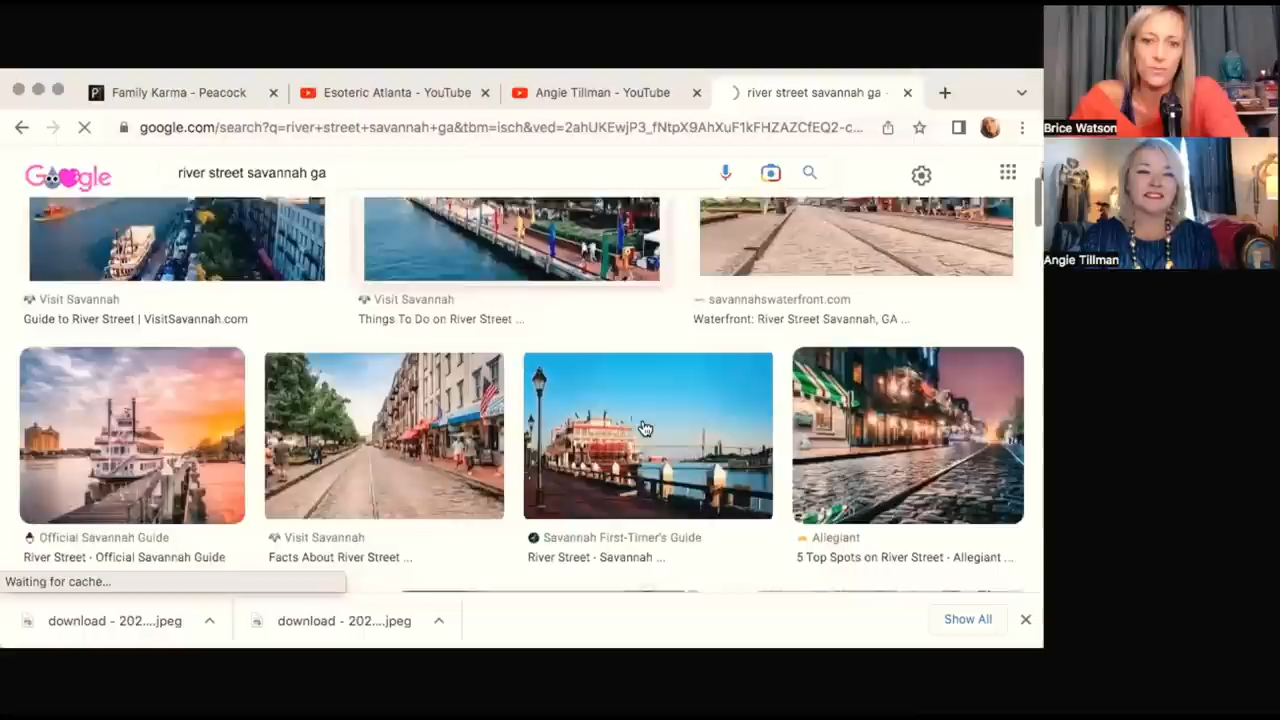 Family Karma - Peacock
Esoteric Atlanta - YouTube
Angie Tillman - YouTube
river street savannah ga -
google.com/search?q=river+street+savannah+ga&tbm=isch&ved=2ahUKEwjP3_fNtpX9AhXuF1kFHZAZCfEQ2-c...
Google
river street savannah ga
Visit Savannah
Guide to River Street | VisitSavannah.com
Visit Savannah
Things To Do on River Street ...
savannahswaterfront.com
Waterfront: River Street Savannah, GA ...
Official Savannah Guide
River Street - Official Savannah Guide
Visit Savannah
Facts About River Street ...
Savannah First-Timer's Guide
River Street - Savannah ...
Allegiant
5 Top Spots on River Street - Allegiant ...
Waiting for cache...
download - 202....jpeg
download - 202....jpeg
Show All
Brice Watson
Angie Tillman